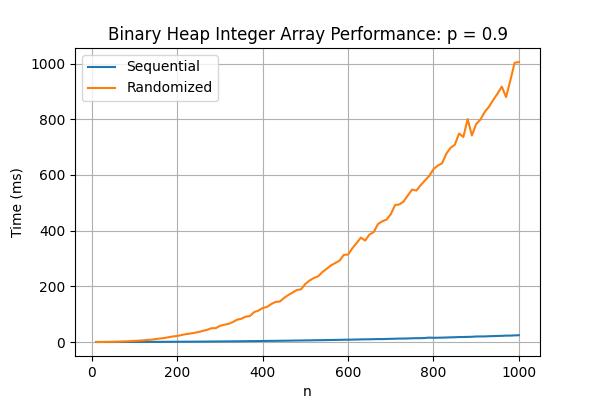 Binary Heap Integer Array Performance: p = 0.9
Sequential
Randomized
Time (ms)
1000
800
600
400
200
0
0 200 400 600 800 1000
n